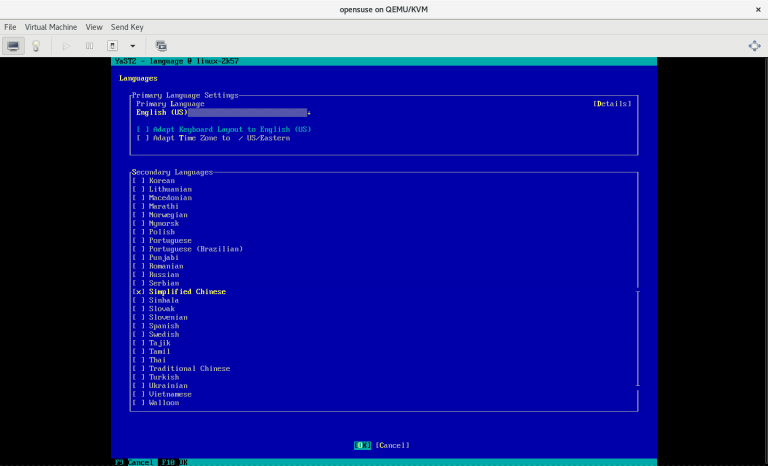 opensuse on QEMU/KVM
File Virtual Machine View Send Key
YaST2 - language @ linux-2k57
Languages
Primary Language Settings
Primary Language
[Details]
English (US)
[ ] Adapt Keyboard Layout to English (US)
[ ] Adapt Time Zone to / US/Eastern
Secondary Languages
[ ] Korean
[ ] Lithuanian
[ ] Macedonian
[ ] Marathi
[ ] Norwegian
[ ] Nynorsk
[ ] Polish
[ ] Portuguese
[ ] Portuguese (Brazilian)
[ ] Punjabi
[ ] Romanian
[ ] Russian
[ ] Serbian
[x] Simplified Chinese
[ ] Sinhala
[ ] Slovak
[ ] Slovenian
[ ] Spanish
[ ] Swedish
[ ] Tajik
[ ] Tamil
[ ] Thai
[ ] Traditional Chinese
[ ] Turkish
[ ] Ukrainian
[ ] Vietnamese
[ ] Walloon
[OK] [Cancel]
F9 Cancel F10 OK